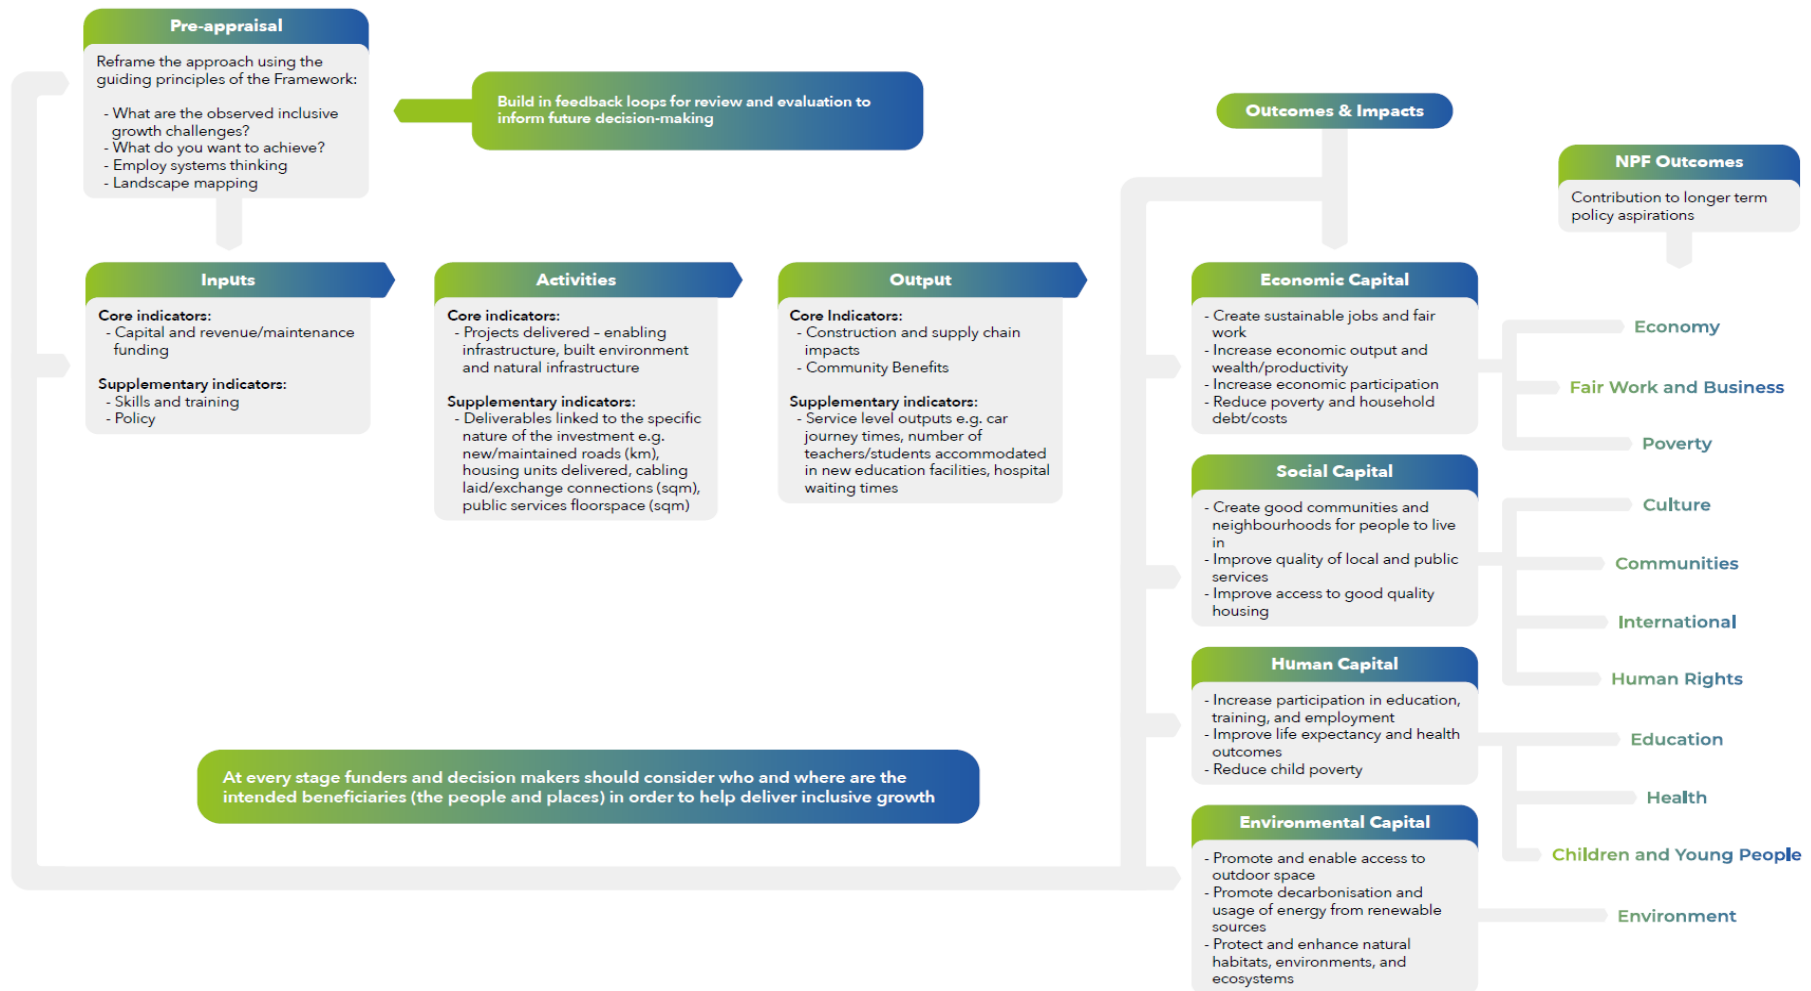 Pre-appraisal
Reframe the approach using the
guiding principles of the Framework:
- What are the observed inclusive
growth challenges?
- What do you want to achieve?
- Employ systems thinking
- Landscape mapping
Build in feedback loops for review and evaluation to
inform future decision-making
Outcomes & Impacts
NPF Outcomes
Contribution to longer term
policy aspirations
Inputs
Core indicators:
- Capital and revenue/maintenance
funding
Supplementary indicators:
- Skills and training
- Policy
Activities
Core indicators:
- Projects delivered – enabling
infrastructure, built environment
and natural infrastructure
Supplementary indicators:
- Deliverables linked to the specific
nature of the investment e.g.
new/maintained roads (km),
housing units delivered, cabling
laid/exchange connections (sqm),
public services floorspace (sqm)
Output
Core Indicators:
- Construction and supply chain
impacts
- Community Benefits
Supplementary indicators:
- Service level outputs e.g. car
journey times, number of
teachers/students accommodated
in new education facilities, hospital
waiting times
Economic Capital
- Create sustainable jobs and fair
work
- Increase economic output and
wealth/productivity
- Increase economic participation
- Reduce poverty and household
debt/costs
Economy
Fair Work and Business
Poverty
Social Capital
- Create good communities and
neighbourhoods for people to live
in
- Improve quality of local and public
services
- Improve access to good quality
housing
Culture
Communities
International
Human Rights
Human Capital
- Increase participation in education,
training, and employment
- Improve life expectancy and health
outcomes
- Reduce child poverty
Education
Health
Children and Young People
At every stage funders and decision makers should consider who and where are the
intended beneficiaries (the people and places) in order to help deliver inclusive growth
Environmental Capital
- Promote and enable access to
outdoor space
- Promote decarbonisation and
usage of energy from renewable
sources
- Protect and enhance natural
habitats, environments, and
ecosystems
Environment